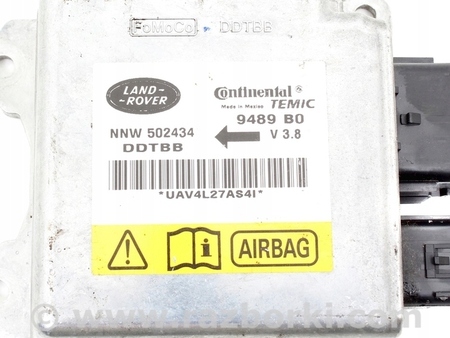 FoMoCo DDTBB
LAND-
-ROVER
Continental
Made in Mexico TEMIC
9489 B0
NNW 502434 V 3.8
DDTBB
*UAV4L27AS4I*
AIRBAG